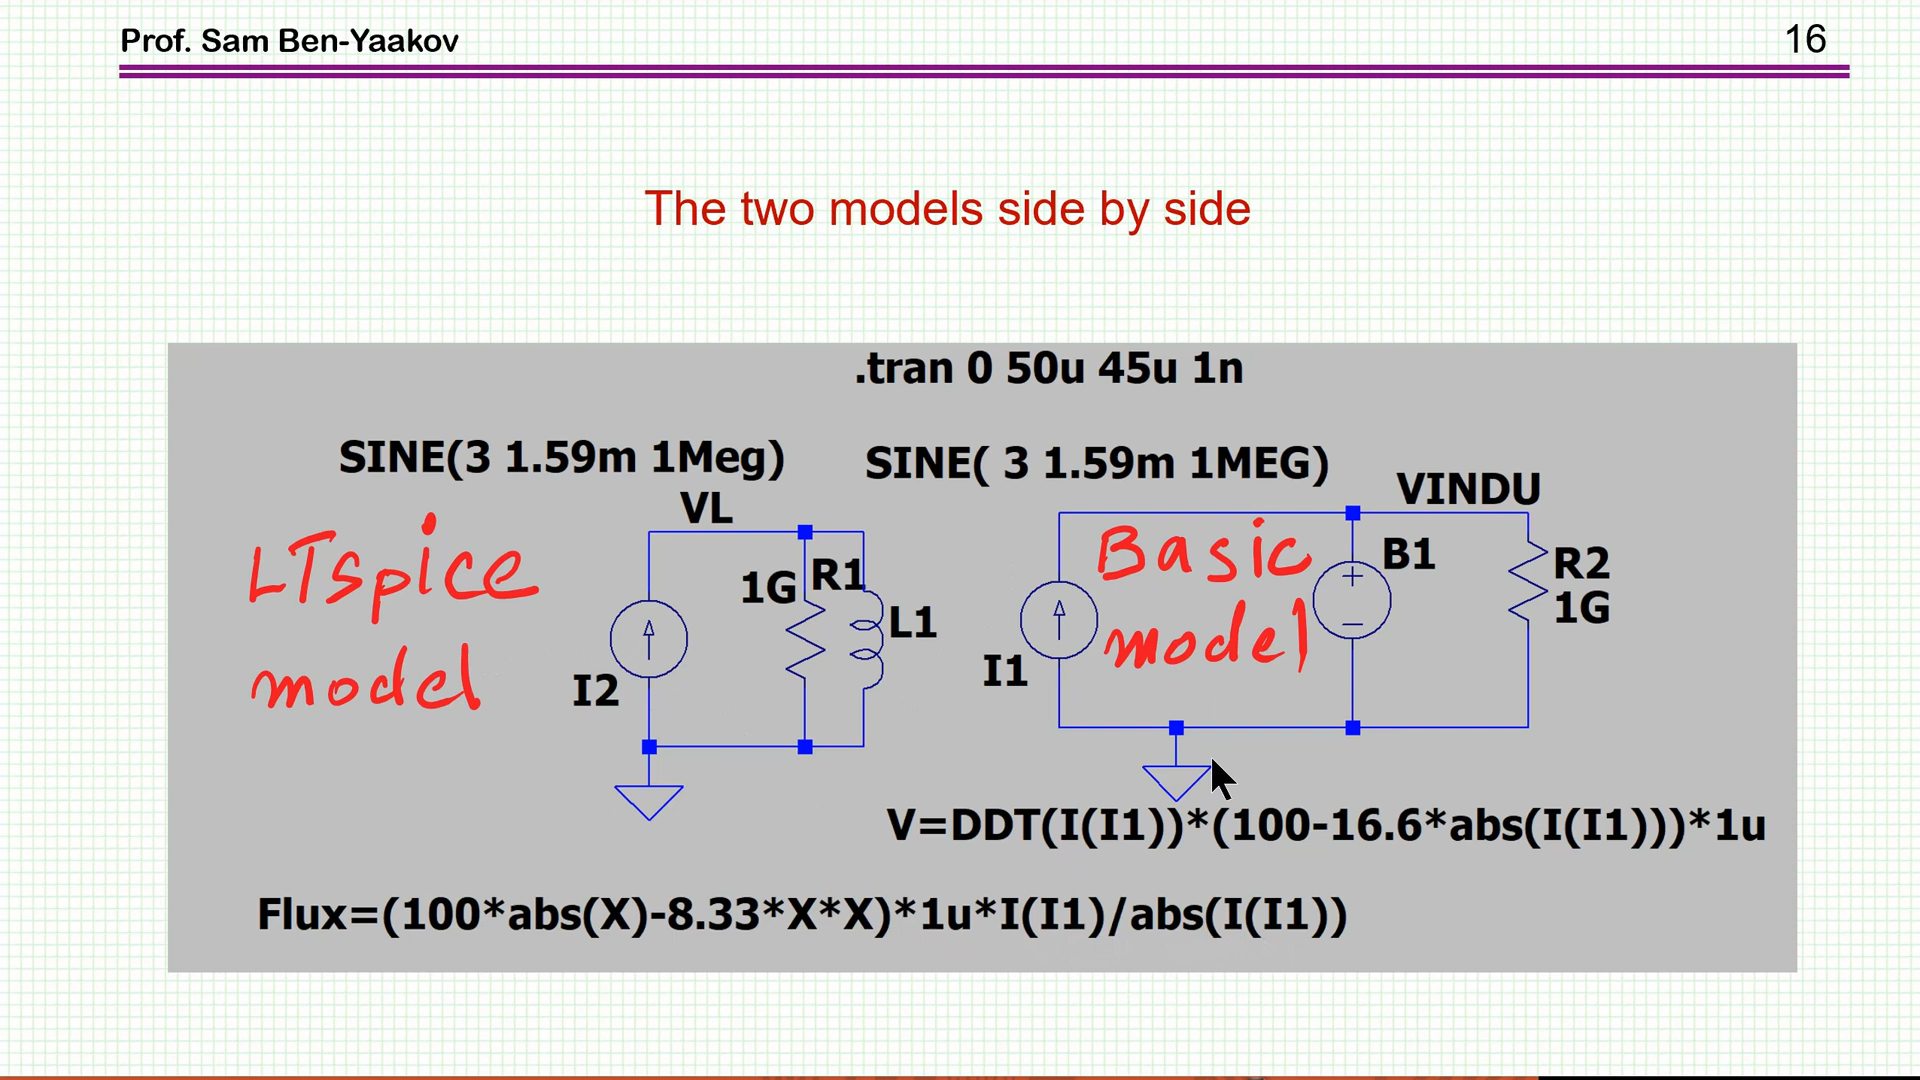 Prof. Sam Ben-Yaakov
16
The two models side by side
.tran 0 50u 45u 1n
SINE(3 1.59m 1Meg)
SINE( 3 1.59m 1MEG)
VL
VINDU
LTspice
model
1G
R1
L1
I2
Basic
model
B1
R2
1G
I1
V=DDT(I(I1))*(100-16.6*abs(I(I1)))*1u
Flux=(100*abs(X)-8.33*X*X)*1u*I(I1)/abs(I(I1))